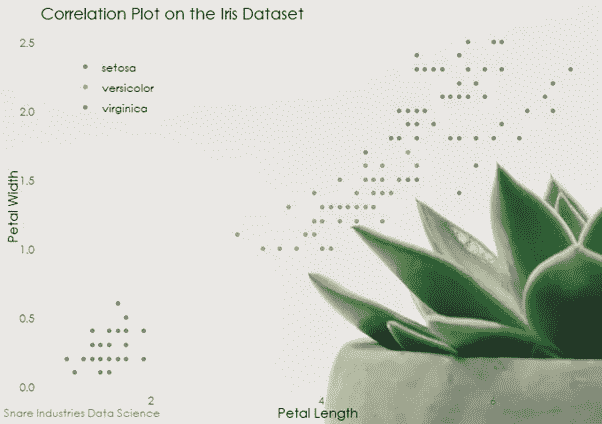 Correlation Plot on the Iris Dataset
2.5
setosa
versicolor
2.0
virginica
Petal Width
1.5
1.0
0.5
0.0
2
4
6
Snare Industries Data Science
Petal Length